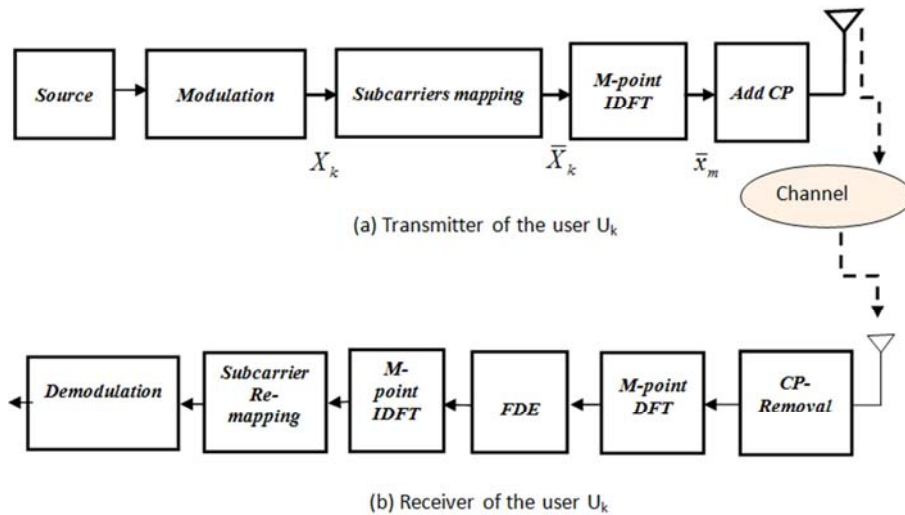 Source
Modulation
Subcarriers mapping
M-point
IDFT
Add CP
X_k
X̄_k
x̄_m
Channel
(a) Transmitter of the user U_k
Demodulation
Subcarrier
Re-
mapping
M-
point
IDFT
FDE
M-point
DFT
CP-
Removal
(b) Receiver of the user U_k